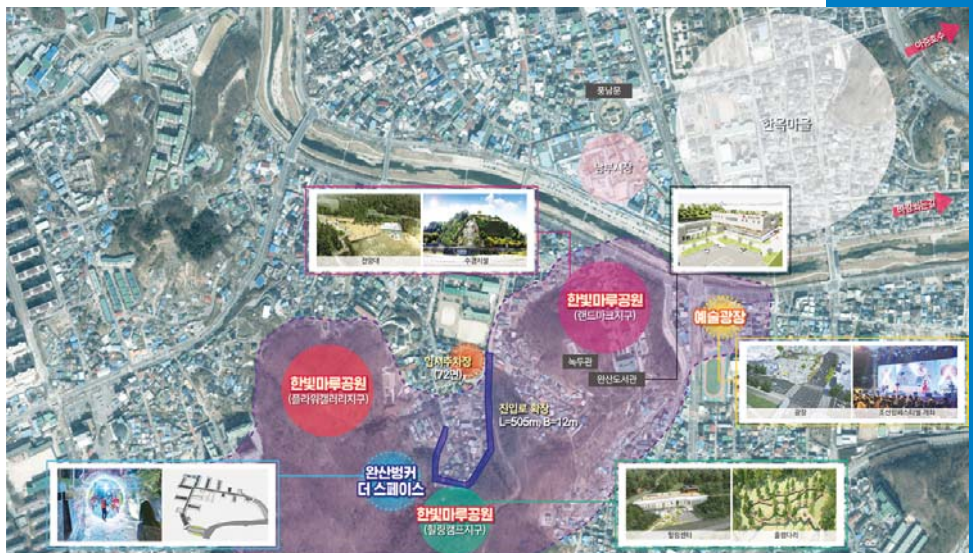 아중호수
풍남문
한옥마을
남부시장
전망대
수경시설
한빛마루공원
(랜드마크지구)
예술광장
녹두관
완산도서관
임시주차장
(72면)
한빛마루공원
(플라워갤러리지구)
진입로 확장
L=505m, B=12m
광장
완산벙커
더 스페이스
한빛마루공원
(힐링캠프지구)
힐링센터
출렁다리